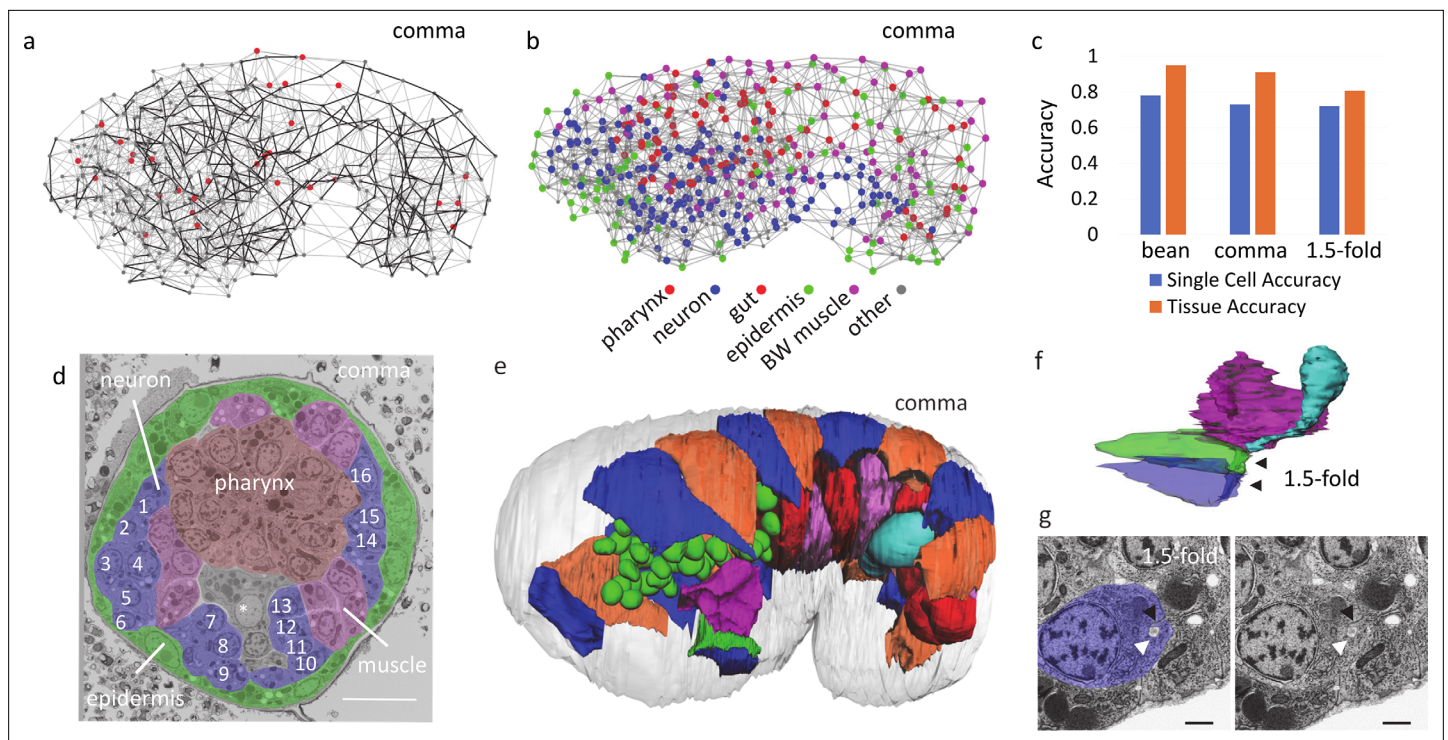 a
comma
b
comma
c
Accuracy
1
0.8
0.6
0.4
0.2
0
bean
comma
1.5-fold
Single Cell Accuracy
Tissue Accuracy
pharynx
neuron
gut
epidermis
BW muscle
other
d
neuron
comma
pharynx
1
2
3
4
5
6
7
8
9
10
11
12
13
14
15
16
*
muscle
epidermis
e
comma
f
1.5-fold
g
1.5-fold